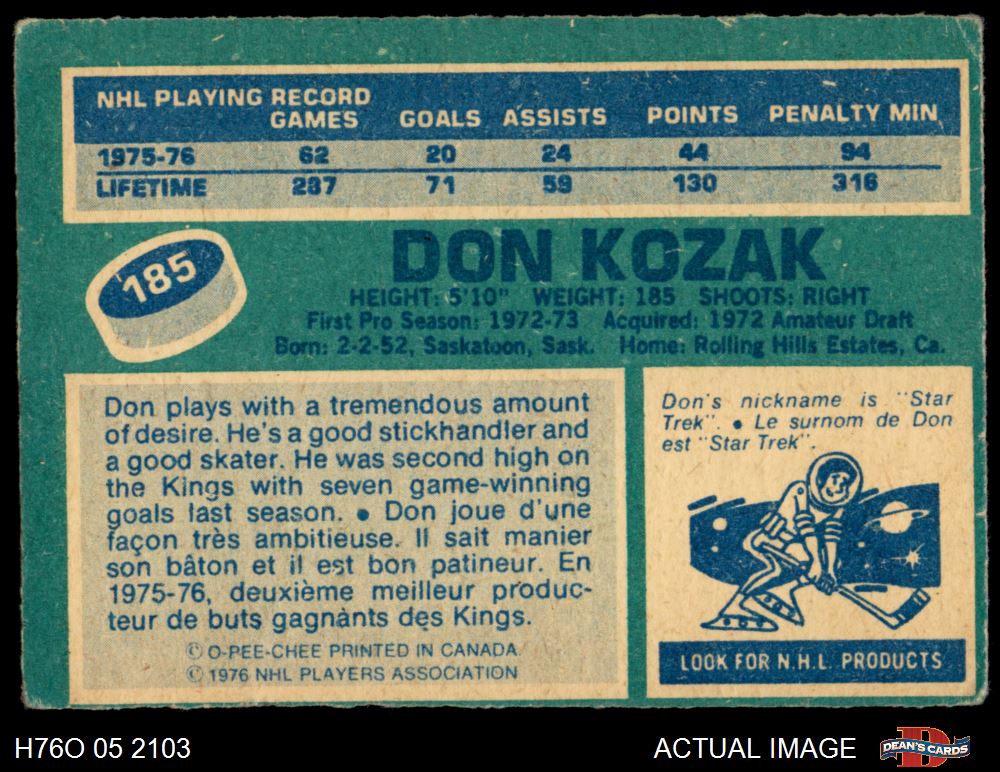 NHL PLAYING RECORD
GAMES GOALS ASSISTS POINTS PENALTY MIN.
1975-76 62 20 24 44 94
LIFETIME 287 71 59 130 316
185
DON KOZAK
HEIGHT: 5'10" WEIGHT: 185 SHOOTS: RIGHT
First Pro Season: 1972-73 Acquired: 1972 Amateur Draft
Born: 2-2-52, Saskatoon, Sask. Home: Rolling Hills Estates, Ca.
Don plays with a tremendous amount
of desire. He's a good stickhandler and
a good skater. He was second high on
the Kings with seven game-winning
goals last season. • Don joue d'une
façon très ambitieuse. Il sait manier
son bâton et il est bon patineur. En
1975-76, deuxième meilleur produc-
teur de buts gagnants des Kings.
© O-PEE-CHEE PRINTED IN CANADA
© 1976 NHL PLAYERS ASSOCIATION
Don's nickname is "Star
Trek". • Le surnom de Don
est "Star Trek".
LOOK FOR N.H.L. PRODUCTS
H76O 05 2103
ACTUAL IMAGE
D
DEAN'S CARDS